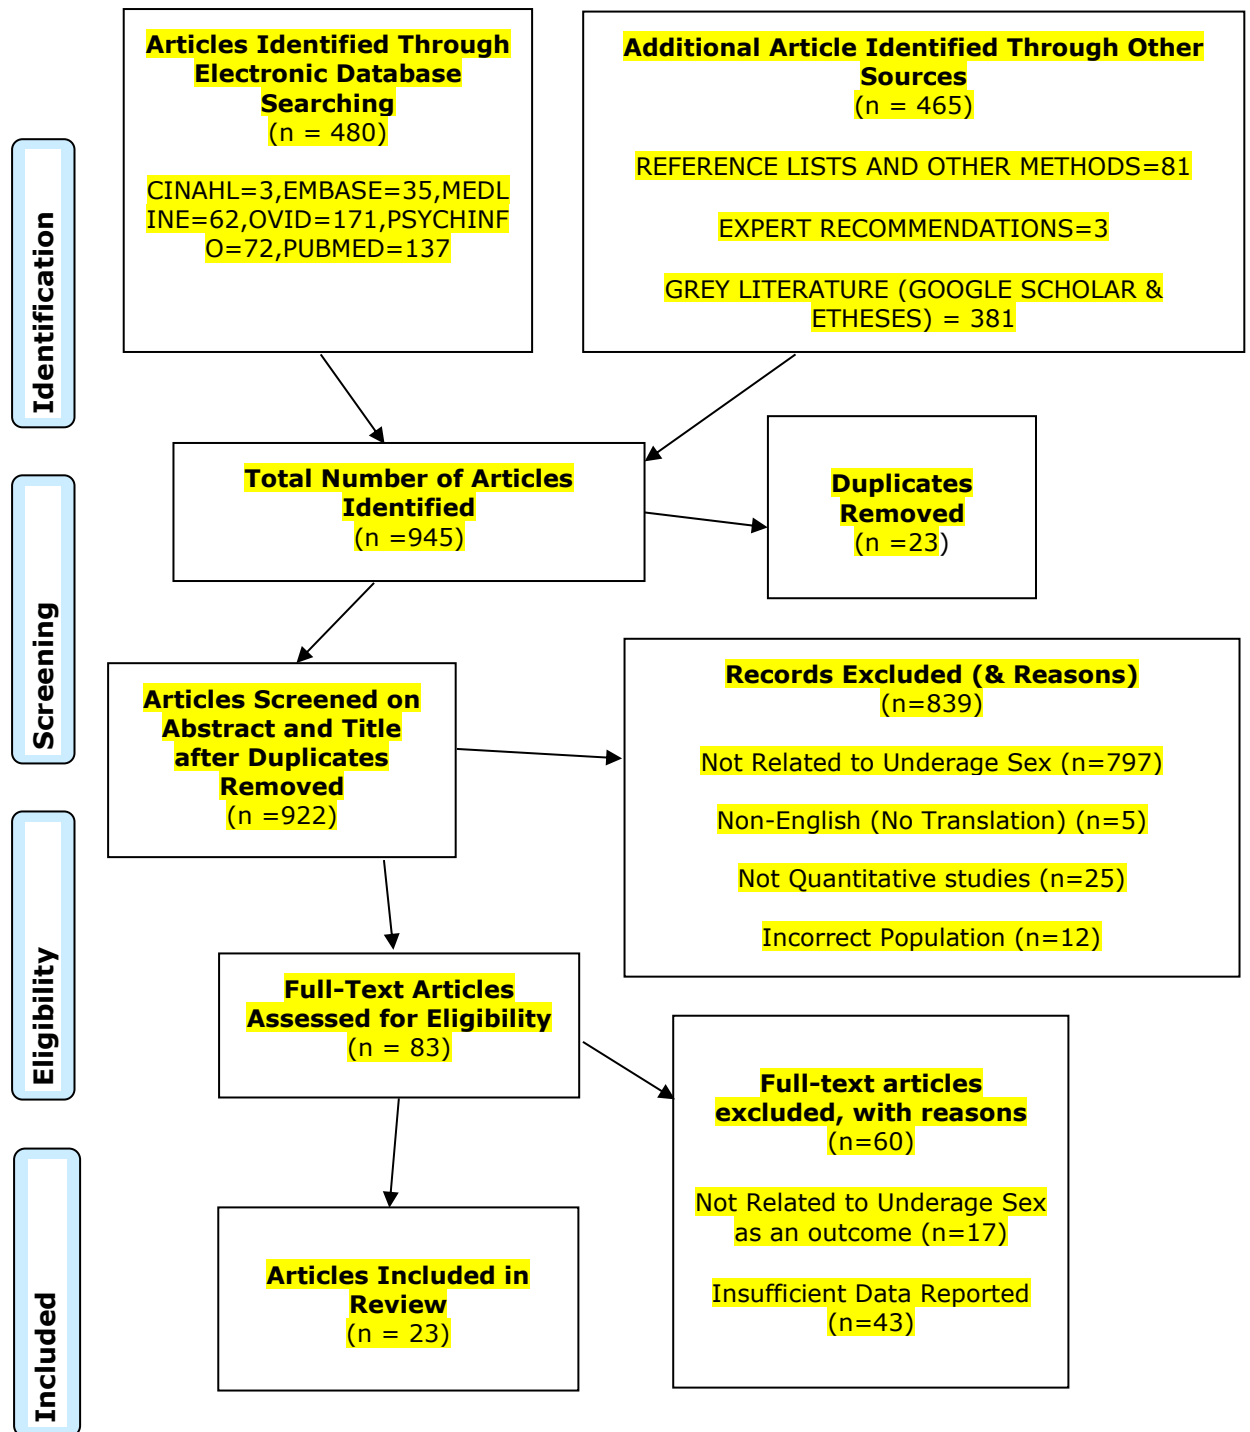 Articles Identified Through
Electronic Database
Searching
(n = 480)
CINAHL=3,EMBASE=35,MEDL
INE=62,OVID=171,PSYCHINF
O=72,PUBMED=137
Additional Article Identified Through Other
Sources
(n = 465)
REFERENCE LISTS AND OTHER METHODS=81
EXPERT RECOMMENDATIONS=3
GREY LITERATURE (GOOGLE SCHOLAR &
ETHESES) = 381
Identification
Total Number of Articles
Identified
(n =945)
Duplicates
Removed
(n =23)
Screening
Articles Screened on
Abstract and Title
after Duplicates
Removed
(n =922)
Records Excluded (& Reasons)
(n=839)
Not Related to Underage Sex (n=797)
Non-English (No Translation) (n=5)
Not Quantitative studies (n=25)
Incorrect Population (n=12)
Eligibility
Full-Text Articles
Assessed for Eligibility
(n = 83)
Full-text articles
excluded, with reasons
(n=60)
Not Related to Underage Sex
as an outcome (n=17)
Insufficient Data Reported
(n=43)
Included
Articles Included in
Review
(n = 23)